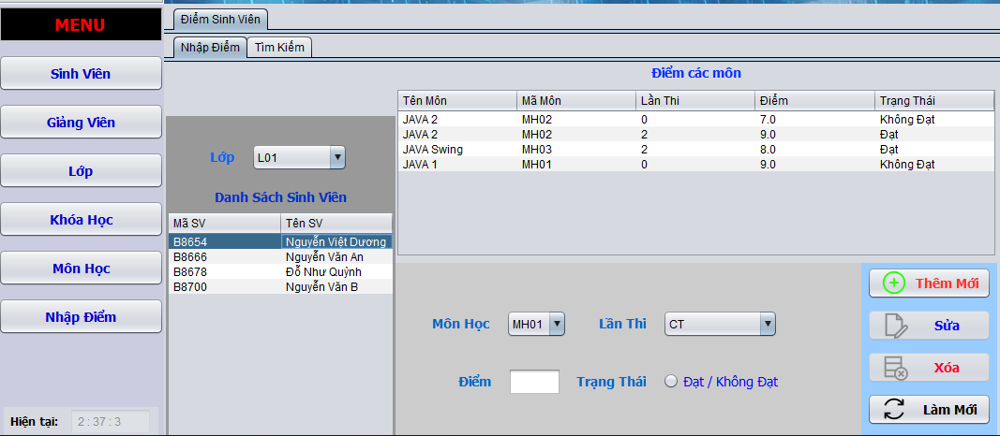 MENU
Sinh Viên
Giảng Viên
Lớp
Khóa Học
Môn Học
Nhập Điểm
Hiện tại: 2 : 37 : 3
Điểm Sinh Viên
Nhập Điểm Tìm Kiếm
Lớp L01
Danh Sách Sinh Viên
Mã SV Tên SV
B8654 Nguyễn Việt Dương
B8666 Nguyễn Văn An
B8678 Đỗ Như Quỳnh
B8700 Nguyễn Văn B
Điểm các môn
Tên Môn Mã Môn Lần Thi Điểm Trạng Thái
JAVA 2 MH02 0 7.0 Không Đạt
JAVA 2 MH02 2 9.0 Đạt
JAVA Swing MH03 2 8.0 Đạt
JAVA 1 MH01 0 9.0 Không Đạt
Môn Học MH01 Lần Thi CT
Điểm Trạng Thái Đạt / Không Đạt
Thêm Mới
Sửa
Xóa
Làm Mới